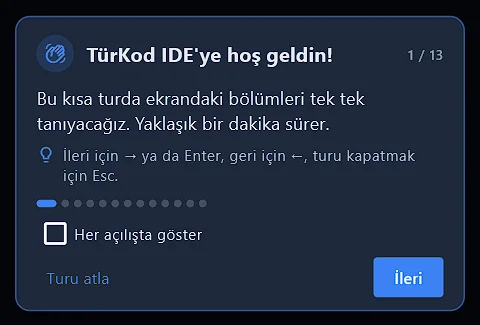 TürKod IDE'ye hoş geldin!
1 / 13
Bu kısa turda ekrandaki bölümleri tek tek
tanıyacağız. Yaklaşık bir dakika sürer.
İleri için → ya da Enter, geri için ←, turu kapatmak
için Esc.
Her açılışta göster
Turu atla
İleri